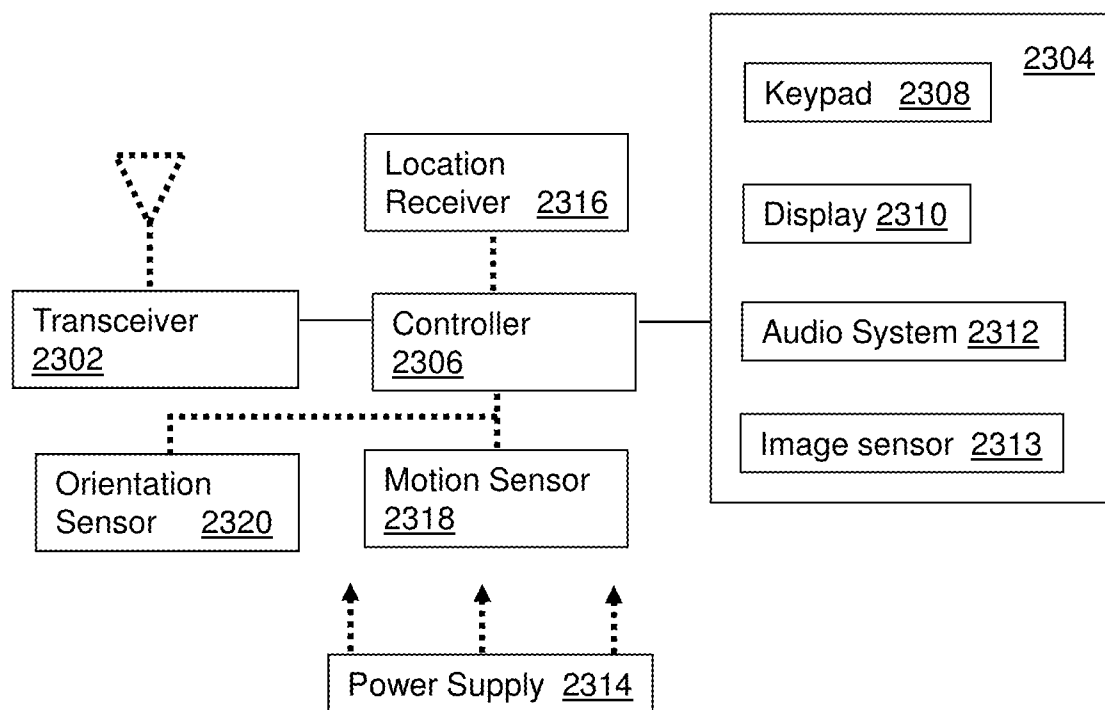 2304
Keypad 2308
Location
Receiver 2316
Display 2310
Transceiver
2302
Controller
2306
Audio System 2312
Image sensor 2313
Orientation
Sensor 2320
Motion Sensor
2318
Power Supply 2314